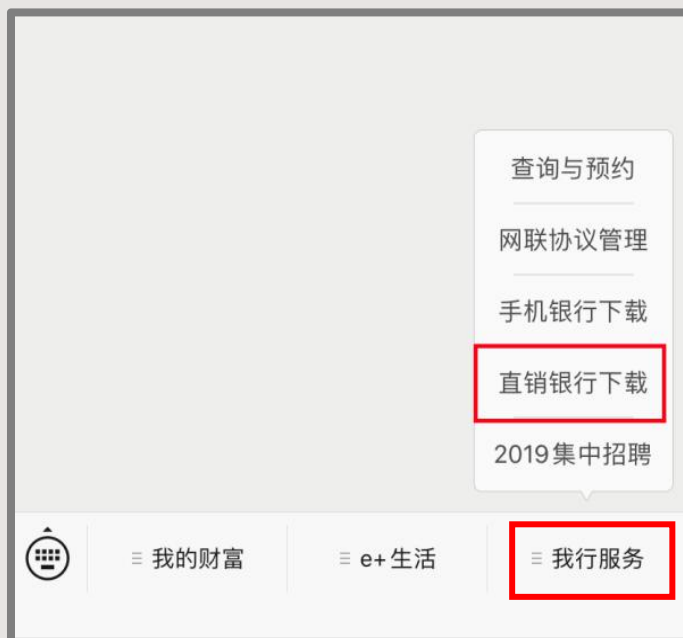 查询与预约
网联协议管理
手机银行下载
直销银行下载
2019集中招聘
我的财富
e+生活
我行服务